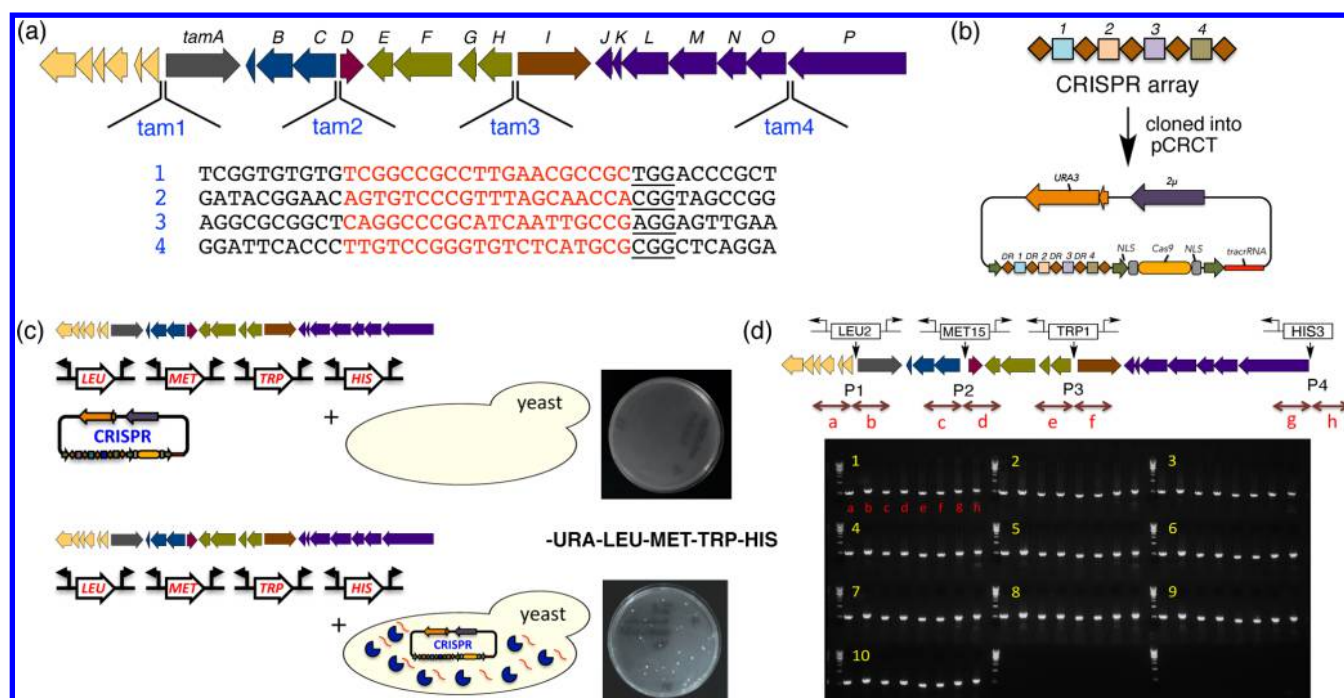 (a)
tamA B C D E F G H I J K L M N O P
tam1 tam2 tam3 tam4
1 TCGGTGTGTGTCGGCCGCCTTGAACGCCGCTGGACCCGCT
2 GATACGGAACAGTGTCCCGTTTAGCAACCACGGTAGCCGG
3 AGGCGCGGCTCAGGCCCGCATCAATTGCCGAGGAGTTGAA
4 GGATTCACCCTTGTCCGGGTGTCTCATGCGCGGCTCAGGA
(b)
1 2 3 4
CRISPR array
cloned into
pCRCT
URA3 2μ
DR 1 DR 2 DR 3 DR 4 NLS Cas9 NLS tracrRNA
(c)
LEU MET TRP HIS
CRISPR
+
yeast
-URA-LEU-MET-TRP-HIS
LEU MET TRP HIS
+
yeast
CRISPR
(d)
LEU2 MET15 TRP1 HIS3
P1 P2 P3 P4
a b c d e f g h
1 2 3
a b c d e f g h
4 5 6
7 8 9
10